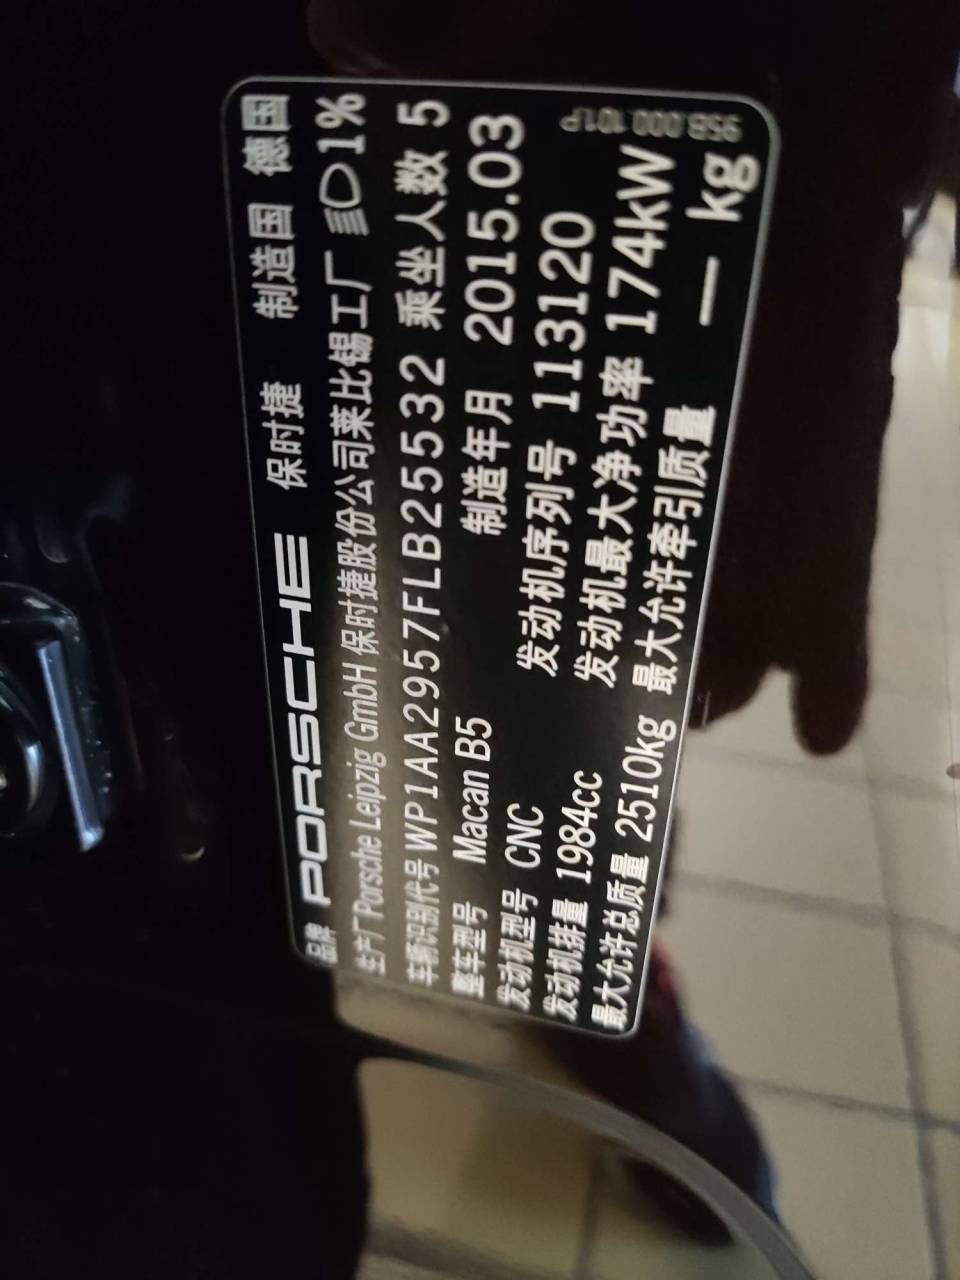 品牌 PORSCHE 保时捷 制造国 德国
生产厂 Porsche Leipzig GmbH 保时捷股份公司莱比锡工厂 1%
车辆识别代号 WP1AA2957FLB25532 乘坐人数 5
整车型号 Macan B5 制造年月 2015.03
发动机型号 CNC 发动机序列号 113120
发动机排量 1984cc 发动机最大净功率 174kW
最大允许总质量 2510kg 最大允许牵引质量 — kg
95B.000.101.P